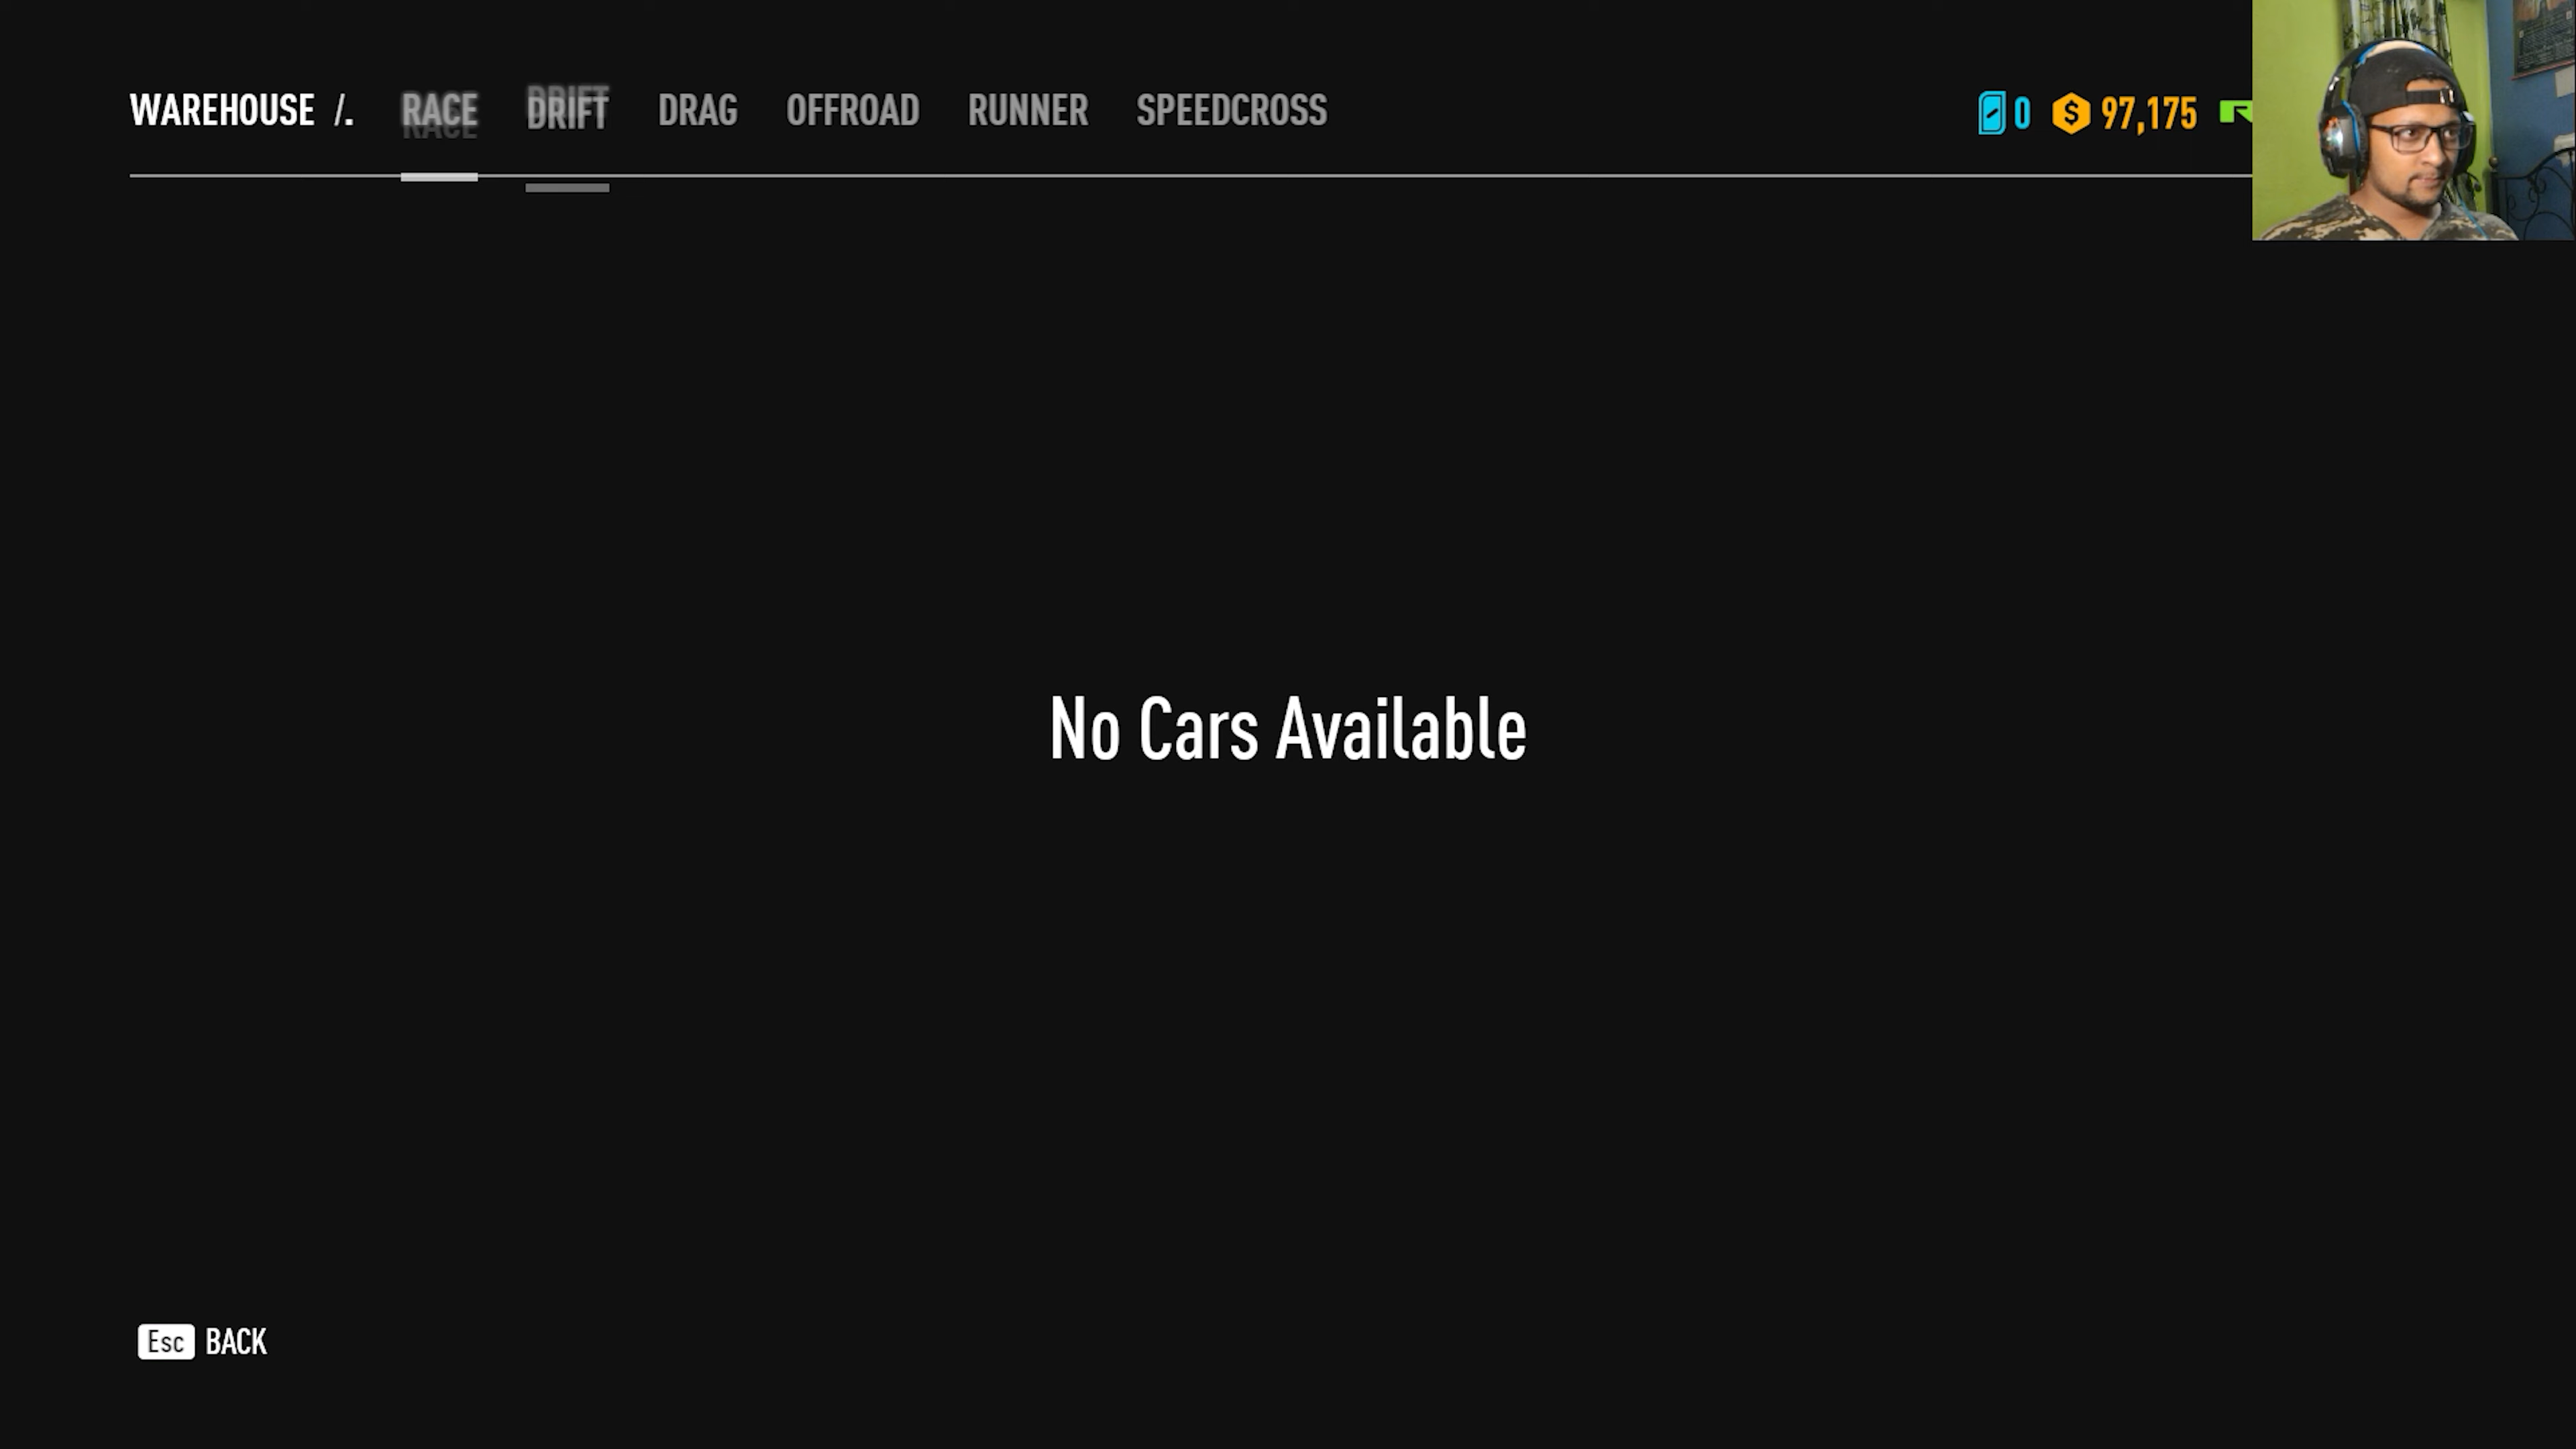 WAREHOUSE /. RACE DRIFT DRAG OFFROAD RUNNER SPEEDCROSS 0 97,175
No Cars Available
Esc BACK